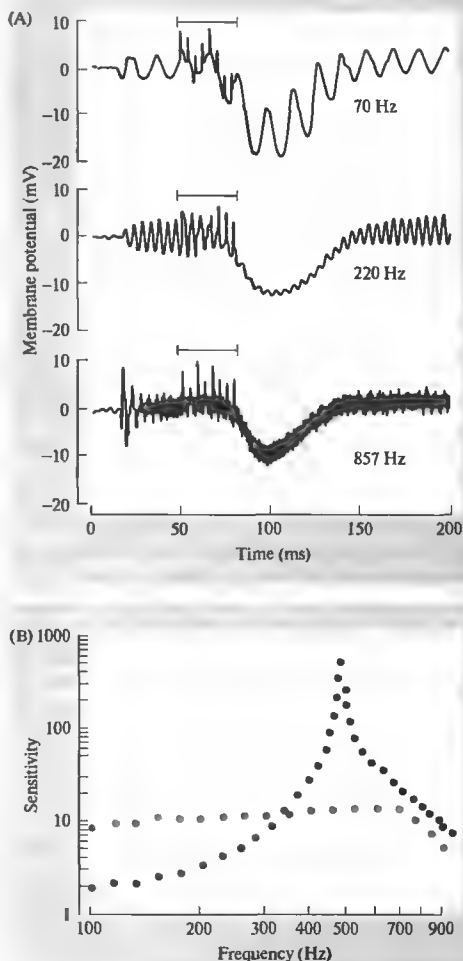 (A)
10
0
−10
−20
70 Hz
10
0
−10
−20
220 Hz
10
0
−10
−20
857 Hz
Membrane potential (mV)
0 50 100 150 200
Time (ms)
(B)
1000
100
10
1
Sensitivity
100 200 300 400 500 700 900
Frequency (Hz)